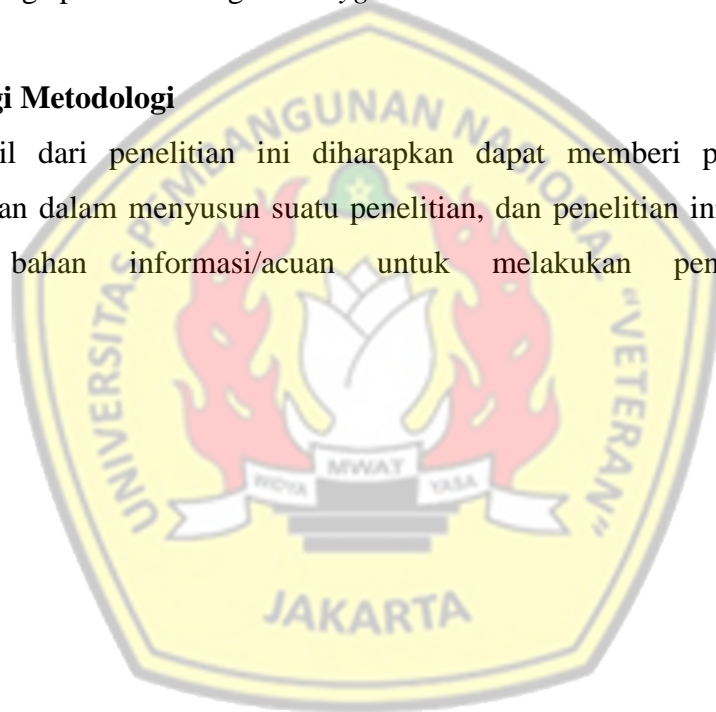 gi Metodologi
il dari penelitian ini diharapkan dapat memberi p
an dalam menyusun suatu penelitian, dan penelitian in
bahan informasi/acuan untuk melakukan pen
UNIVERSITAS PEMBANGUNAN NASIONAL "VETERAN"
WIDYA MWAT YASA
JAKARTA